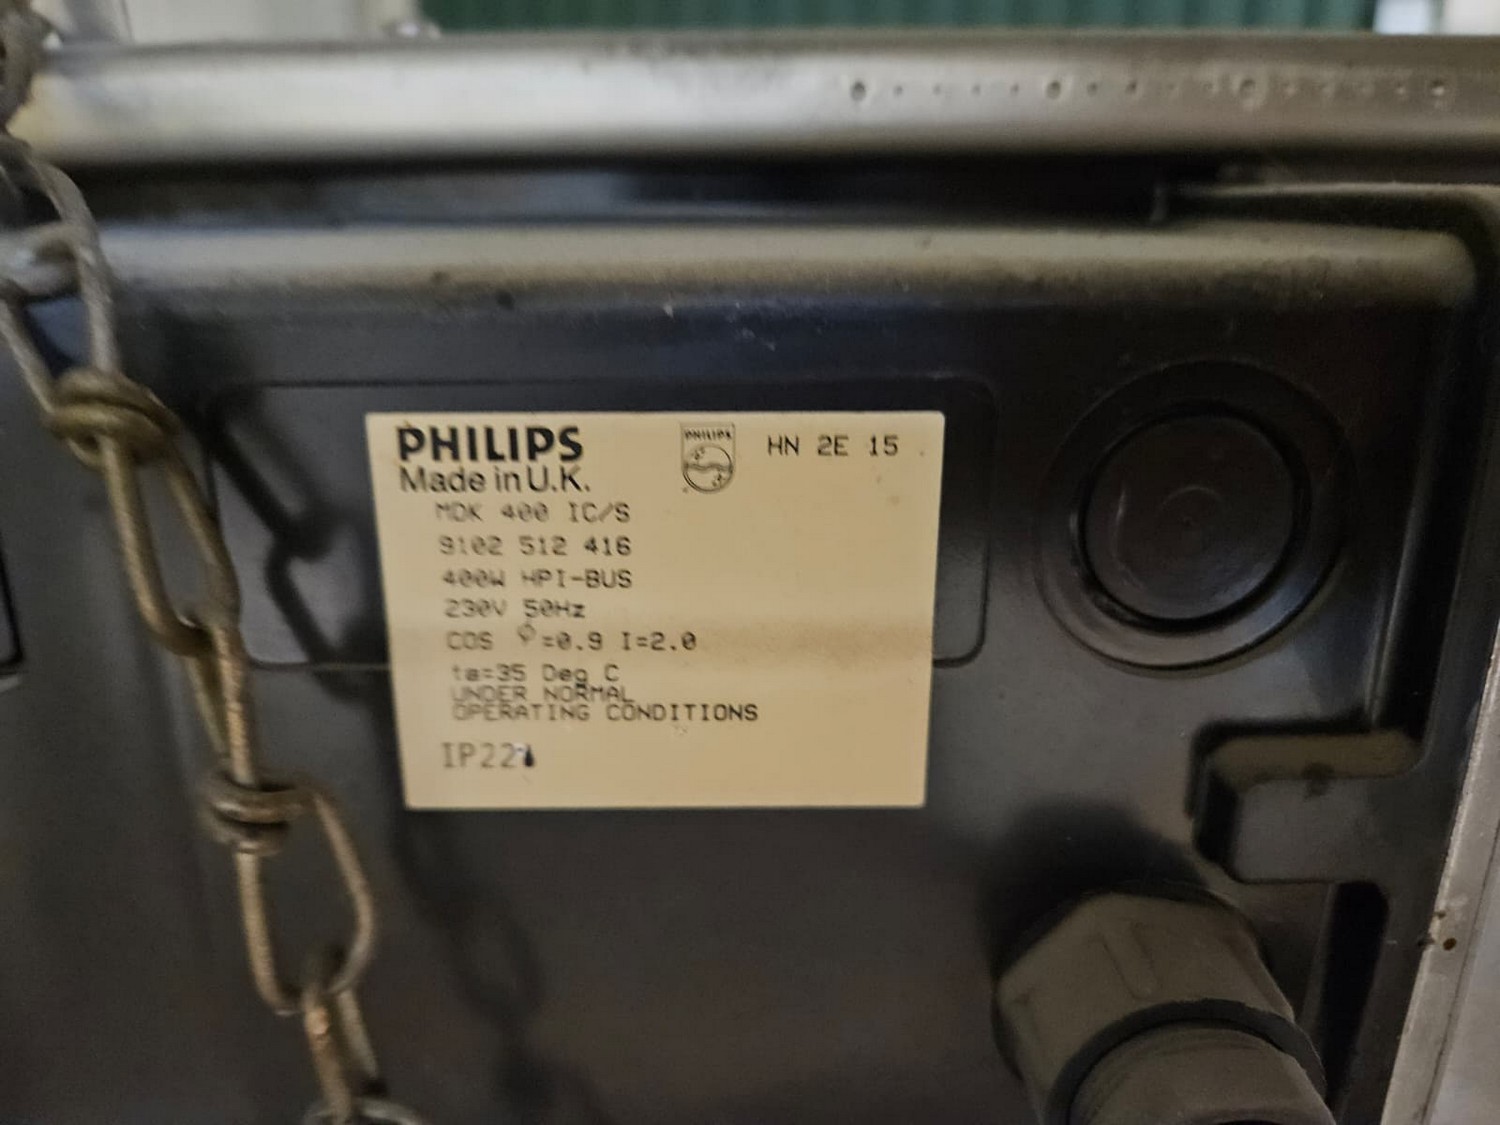 PHILIPS
PHILIPS
HN 2E 15
Made in U.K.
MDK 400 IC/S
9102 512 416
400W HPI-BUS
230V 50Hz
COS φ=0.9 I=2.0
ta=35 Deg C
UNDER NORMAL
OPERATING CONDITIONS
IP22